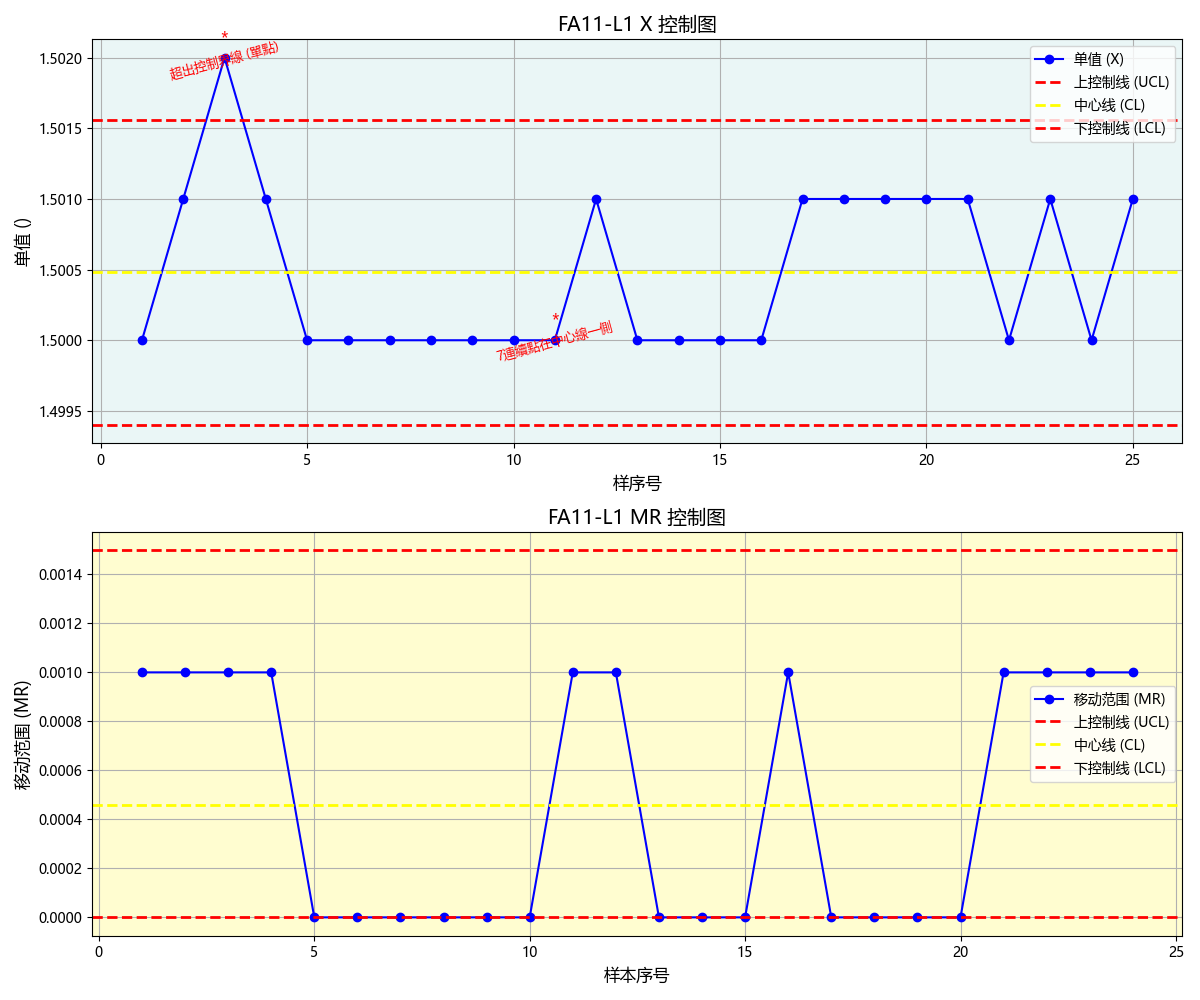 FA11-L1 X 控制图
单值 ()
1.5020
1.5015
1.5010
1.5005
1.5000
1.4995
*
超出控制界線 (單點)
*
7連續點在中心線一側
单值 (X)
上控制线 (UCL)
中心线 (CL)
下控制线 (LCL)
0 5 10 15 20 25
样序号
FA11-L1 MR 控制图
移动范围 (MR)
0.0014
0.0012
0.0010
0.0008
0.0006
0.0004
0.0002
0.0000
移动范围 (MR)
上控制线 (UCL)
中心线 (CL)
下控制线 (LCL)
0 5 10 15 20 25
样本序号